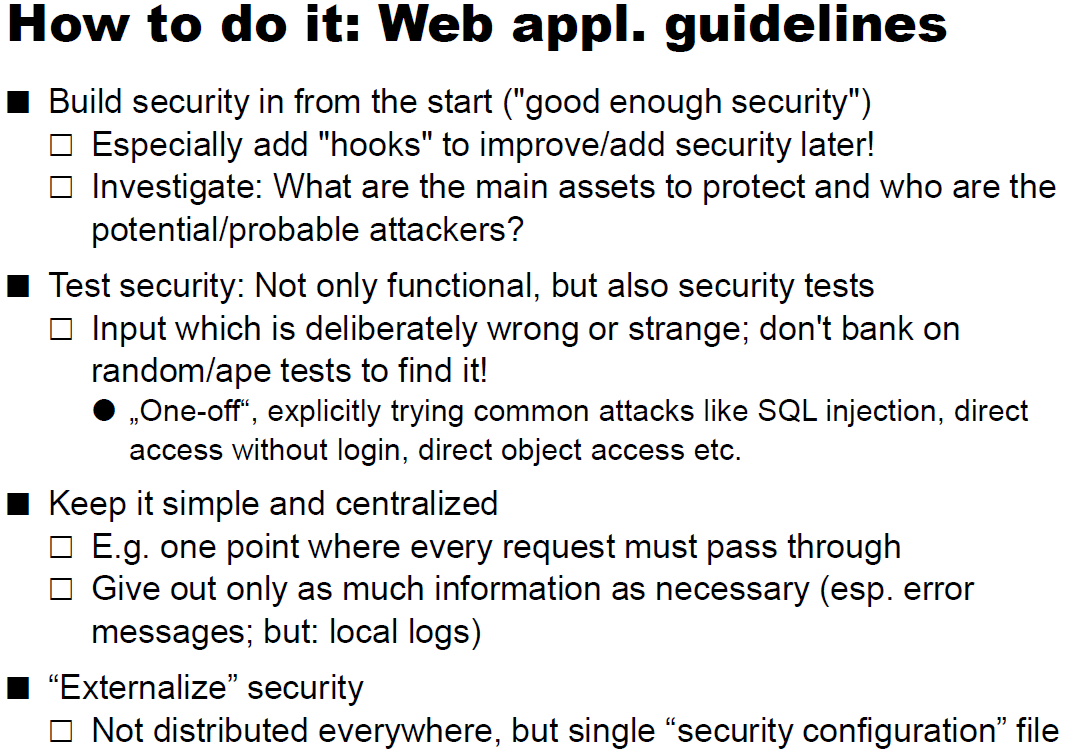 How to do it: Web appl. guidelines
■ Build security in from the start ("good enough security")
□ Especially add "hooks" to improve/add security later!
□ Investigate: What are the main assets to protect and who are the
potential/probable attackers?
■ Test security: Not only functional, but also security tests
□ Input which is deliberately wrong or strange; don't bank on
random/ape tests to find it!
● „One-off“, explicitly trying common attacks like SQL injection, direct
access without login, direct object access etc.
■ Keep it simple and centralized
□ E.g. one point where every request must pass through
□ Give out only as much information as necessary (esp. error
messages; but: local logs)
■ “Externalize” security
□ Not distributed everywhere, but single “security configuration” file